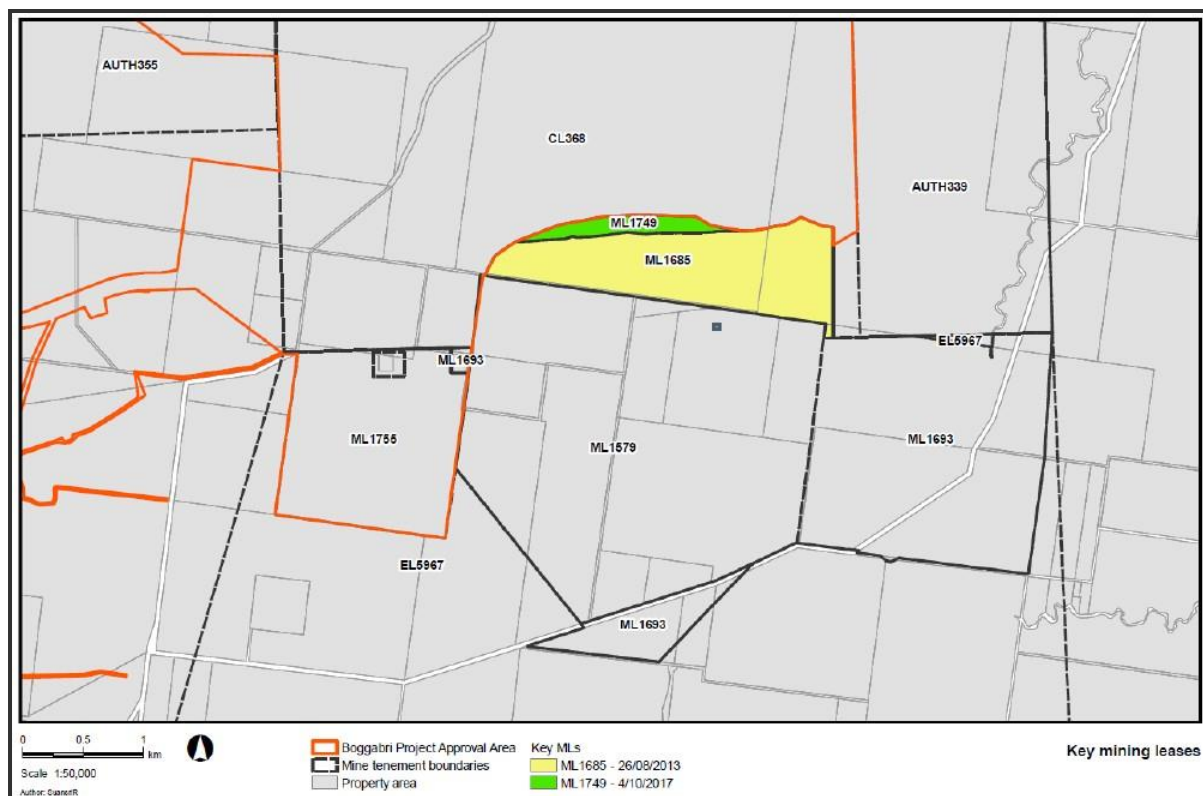 AUTH355
CL368
AUTH339
ML1749
ML1685
EL5967
ML1693
ML1755
ML1579
ML1693
EL5967
ML1693
0 0.5 1
km
Scale 1:50,000
Boggabri Project Approval Area
Mine tenement boundaries
Property area
Key MLs
ML1685 - 26/08/2013
ML1749 - 4/10/2017
Key mining leases